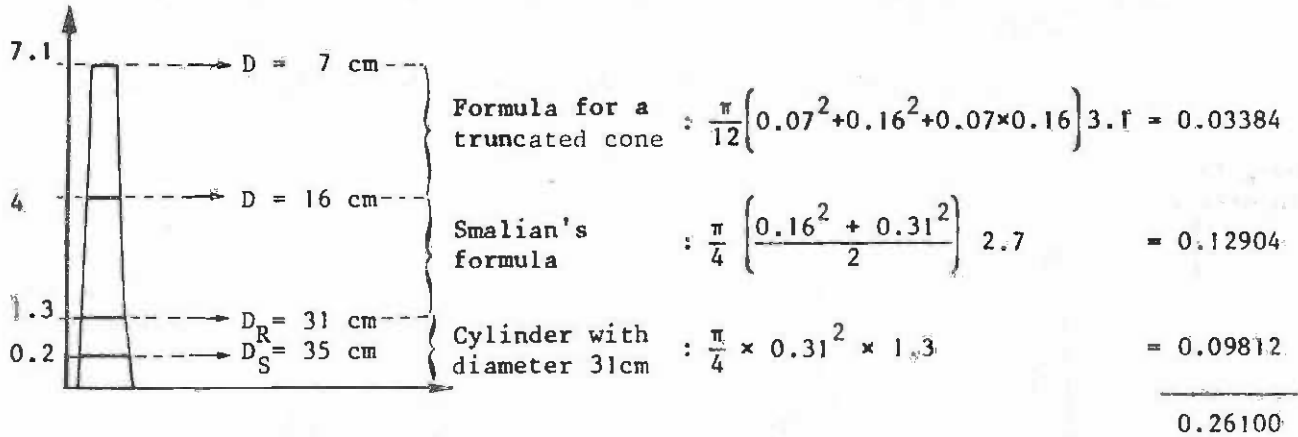 7.1 D = 7 cm
Formula for a truncated cone : π/12 (0.07²+0.16²+0.07×0.16) 3.1 = 0.03384
4 D = 16 cm
Smalian's formula : π/4 ((0.16² + 0.31²)/2) 2.7 = 0.12904
1.3 D_R = 31 cm
0.2 D_S = 35 cm
Cylinder with diameter 31cm : π/4 × 0.31² × 1.3 = 0.09812
0.26100